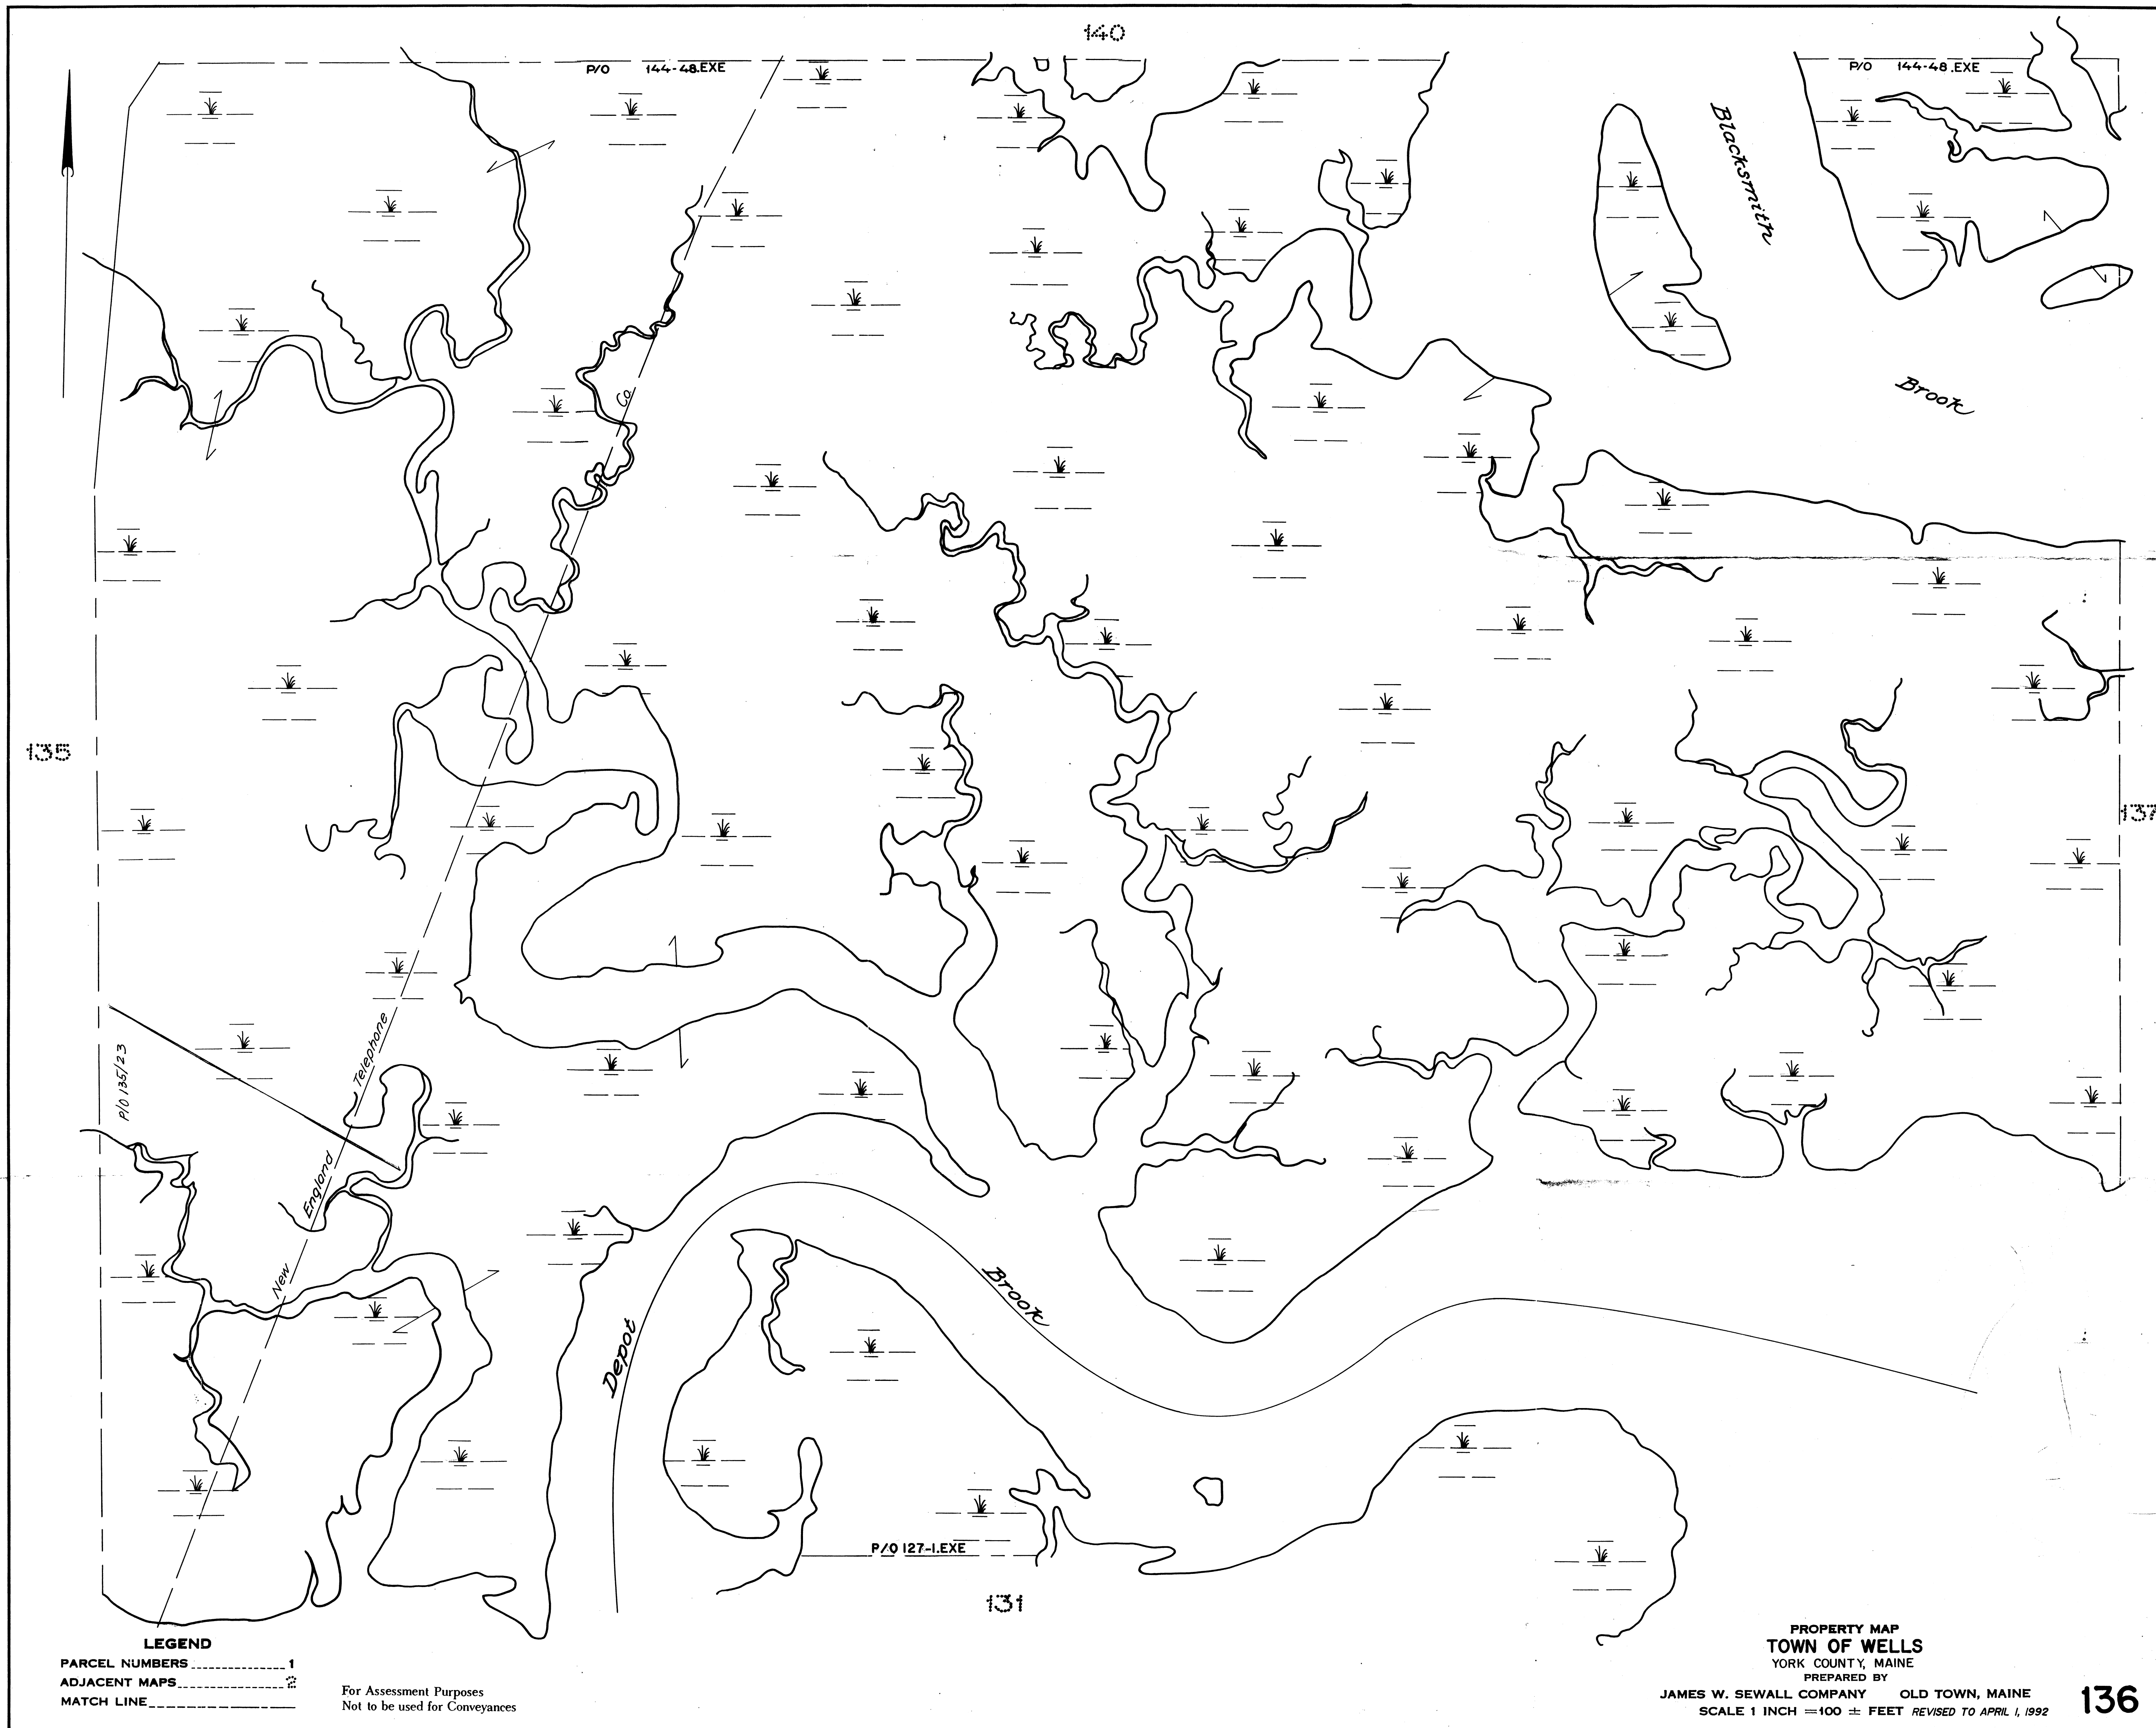 140
P/O 144-48.EXE
P/O 144-48.EXE
Blacksmith
Brook
Co.
135
137
Telephone
P/O 135/23
England
New
Depot
Brook
P/O 127-1.EXE
131
LEGEND
PARCEL NUMBERS 1
ADJACENT MAPS 2
MATCH LINE
For Assessment Purposes
Not to be used for Conveyances
PROPERTY MAP
TOWN OF WELLS
YORK COUNTY, MAINE
PREPARED BY
JAMES W. SEWALL COMPANY OLD TOWN, MAINE
SCALE 1 INCH = 100 ± FEET REVISED TO APRIL 1, 1992
136